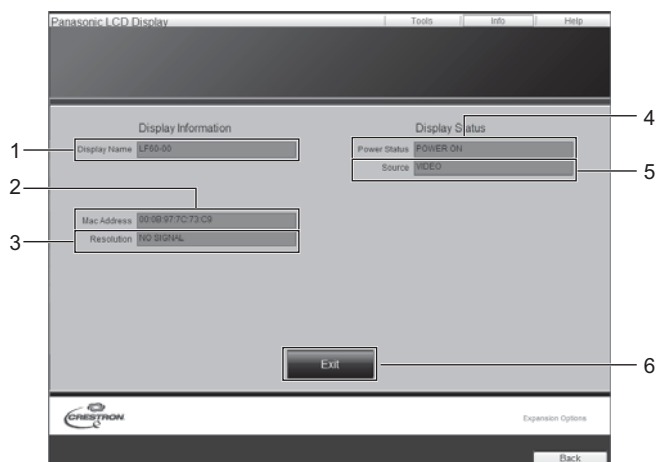 Panasonic LCD Display Tools Info Help
Display Information
Display Status
4
1
Display Name LF60-00
Power Status POWER ON
5
Source VIDEO
2
Mac Address 00:0B:97:7C:73:C9
3
Resolution NO SIGNAL
Exit
6
CRESTRON
Expansion Options
Back